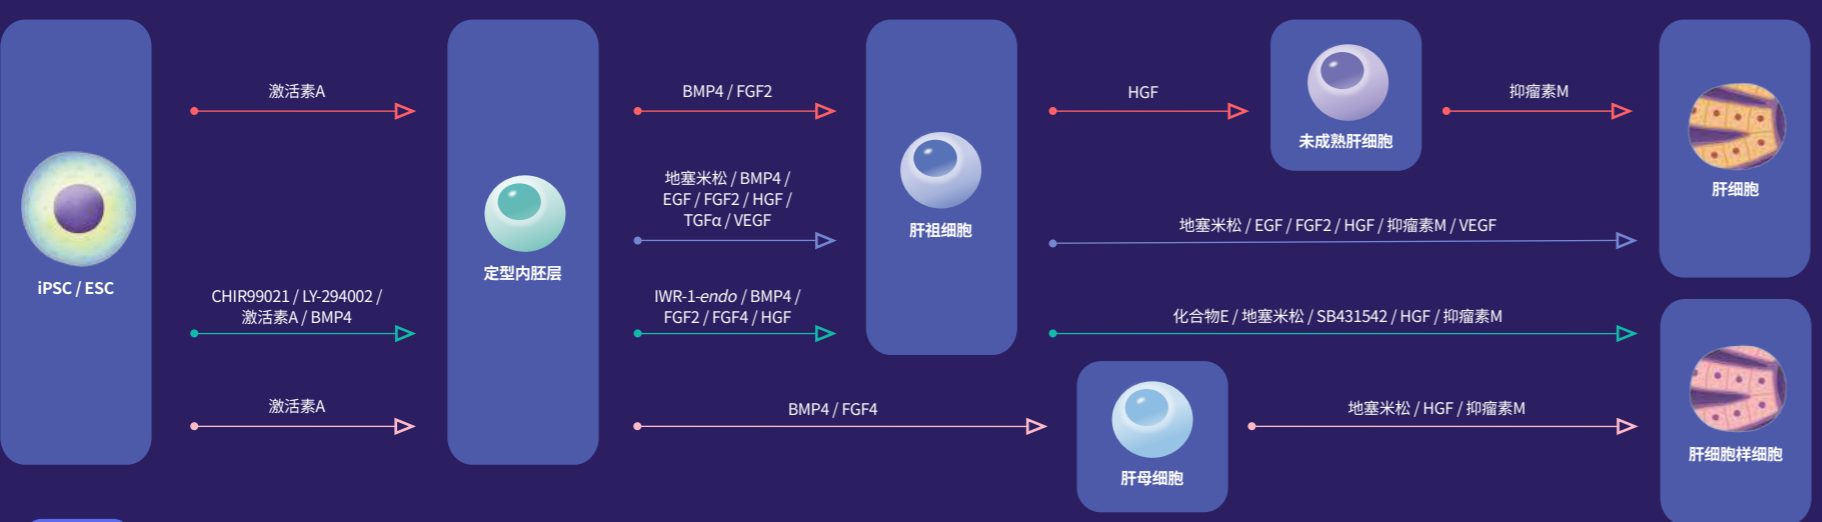 激活素A
BMP4 / FGF2
HGF
抑瘤素M
未成熟肝细胞
肝细胞
地塞米松 / BMP4 /
EGF / FGF2 / HGF /
TGFα / VEGF
肝祖细胞
地塞米松 / EGF / FGF2 / HGF / 抑瘤素M / VEGF
定型内胚层
iPSC / ESC
CHIR99021 / LY-294002 /
激活素A / BMP4
IWR-1-endo / BMP4 /
FGF2 / FGF4 / HGF
化合物E / 地塞米松 / SB431542 / HGF / 抑瘤素M
激活素A
BMP4 / FGF4
地塞米松 / HGF / 抑瘤素M
肝母细胞
肝细胞样细胞